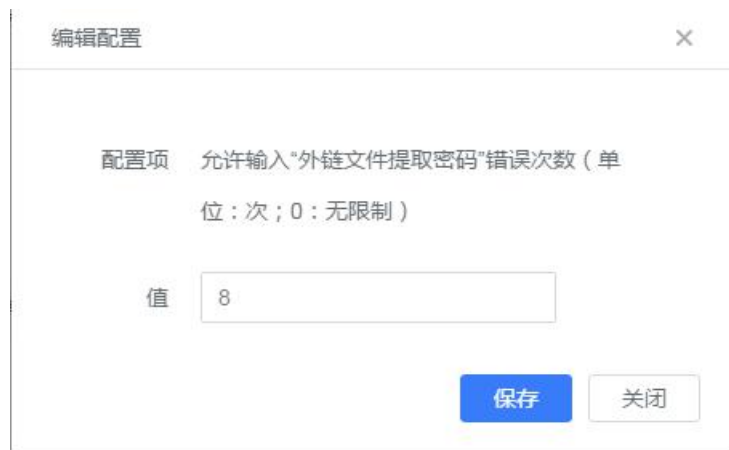 编辑配置
配置项 允许输入“外链文件提取密码”错误次数（单
位：次；0：无限制）
值 8
保存 关闭